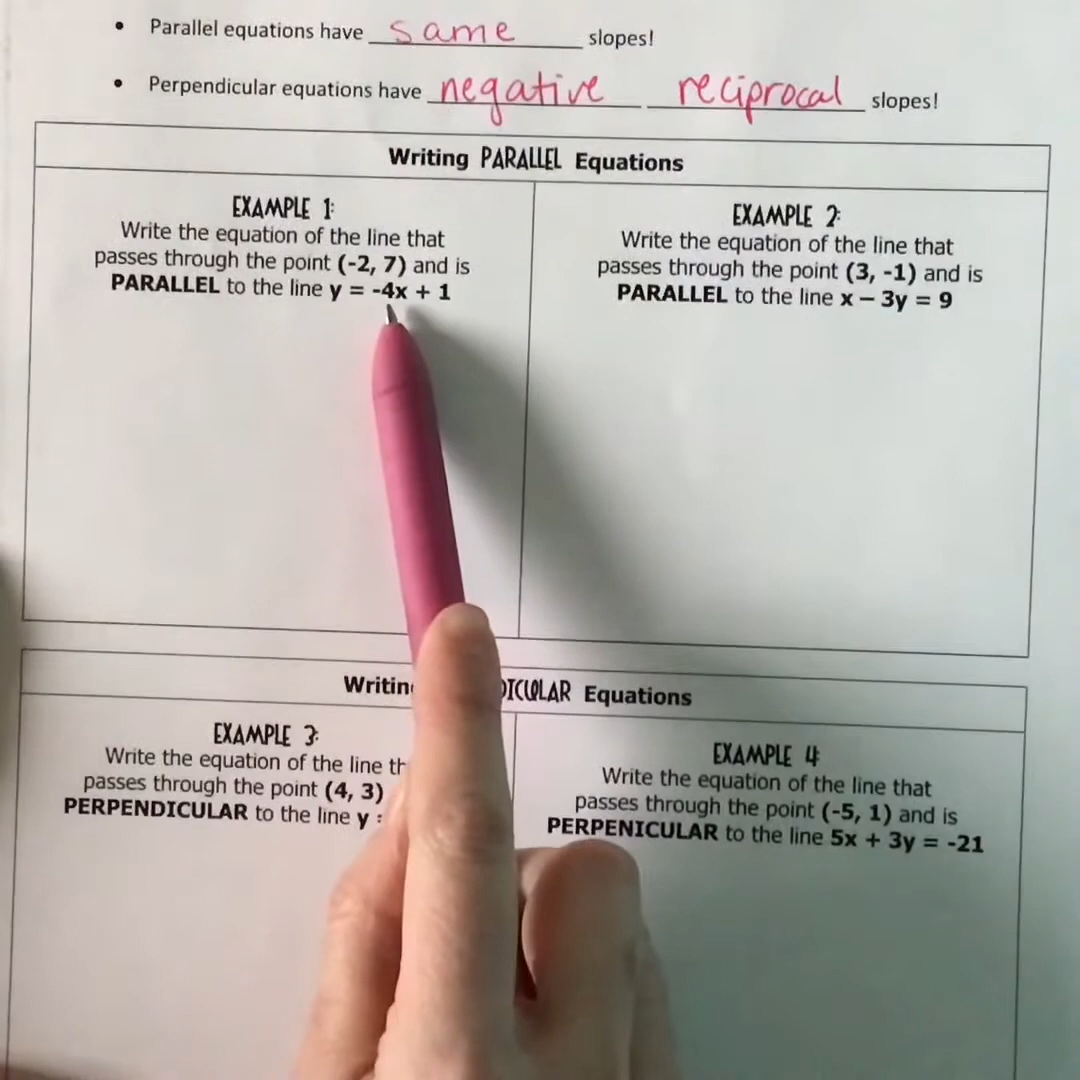 • Parallel equations have same slopes!
• Perpendicular equations have negative reciprocal slopes!
Writing PARALLEL Equations
EXAMPLE 1:
Write the equation of the line that
passes through the point (-2, 7) and is
PARALLEL to the line y = -4x + 1
EXAMPLE 2:
Write the equation of the line that
passes through the point (3, -1) and is
PARALLEL to the line x – 3y = 9
Equations
EXAMPLE 3:
Write the equation of the line
passes through the point (4, 3)
PERPENDICULAR to the line y
EXAMPLE 4:
Write the equation of the line that
passes through the point (-5, 1) and is
PERPENICULAR to the line 5x + 3y = -21